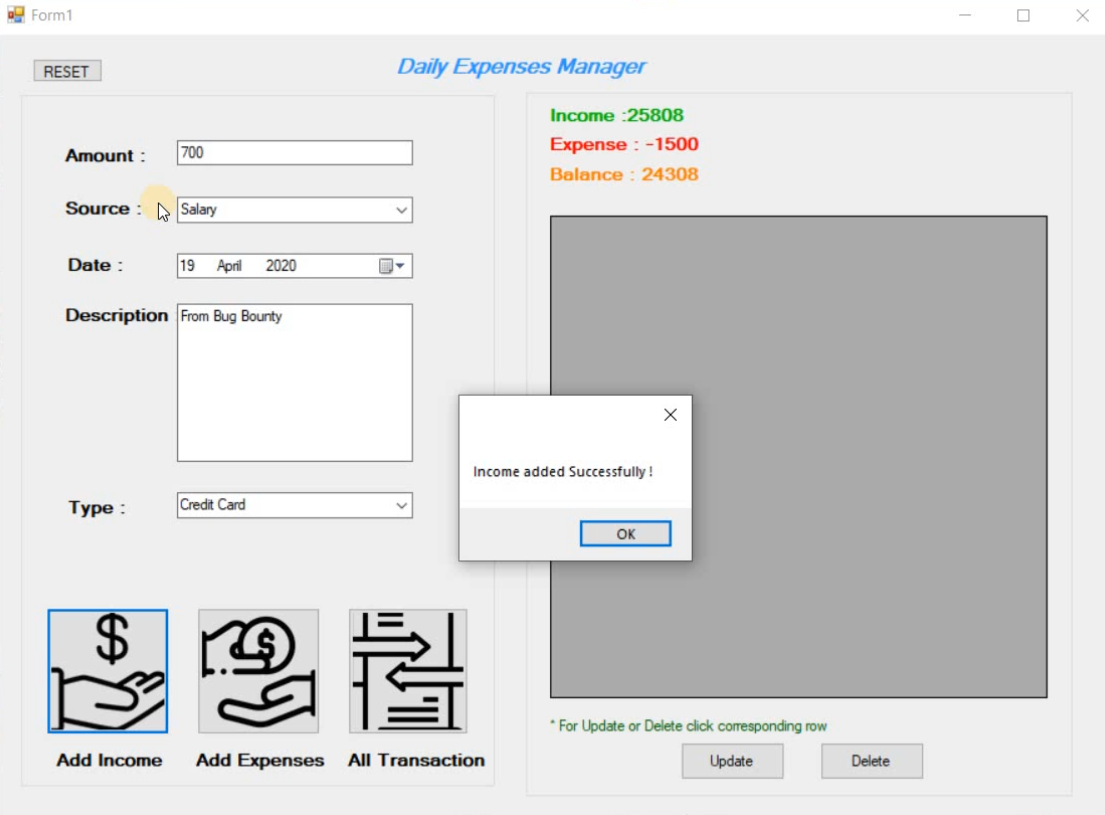 Form1
RESET
Daily Expenses Manager
Amount :
700
Source :
Salary
Date :
19 April 2020
Description
From Bug Bounty
Type :
Credit Card
Add Income
Add Expenses
All Transaction
Income :25808
Expense : -1500
Balance : 24308
Income added Successfully !
OK
* For Update or Delete click corresponding row
Update
Delete